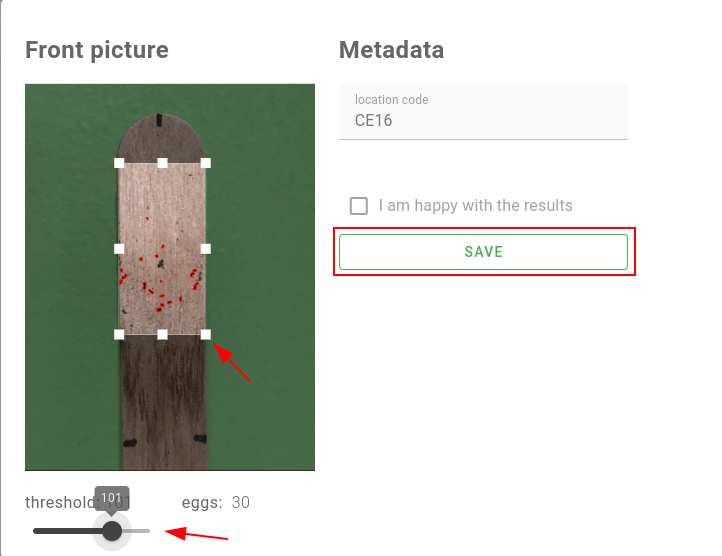 Front picture
Metadata
location code
CE16
I am happy with the results
SAVE
101
threshold: 101
eggs: 30